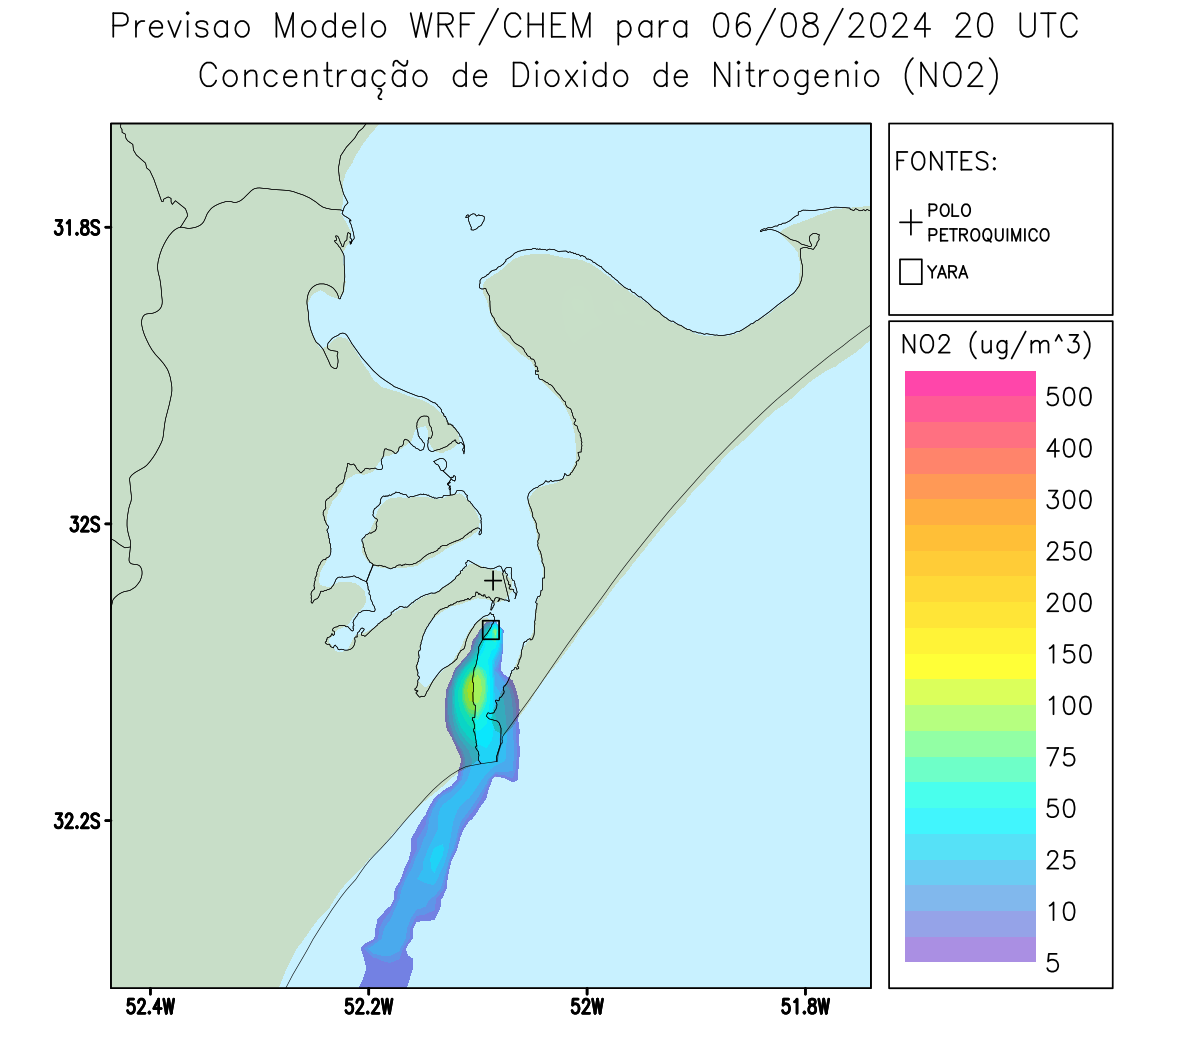 Previsao Modelo WRF/CHEM para 06/08/2024 20 UTC
Concentração de Dioxido de Nitrogenio (NO2)
FONTES:
POLO
PETROQUIMICO
YARA
NO2 (ug/m^3)
500
400
300
250
200
150
100
75
50
25
10
5
31.8S
32S
32.2S
52.4W
52.2W
52W
51.8W